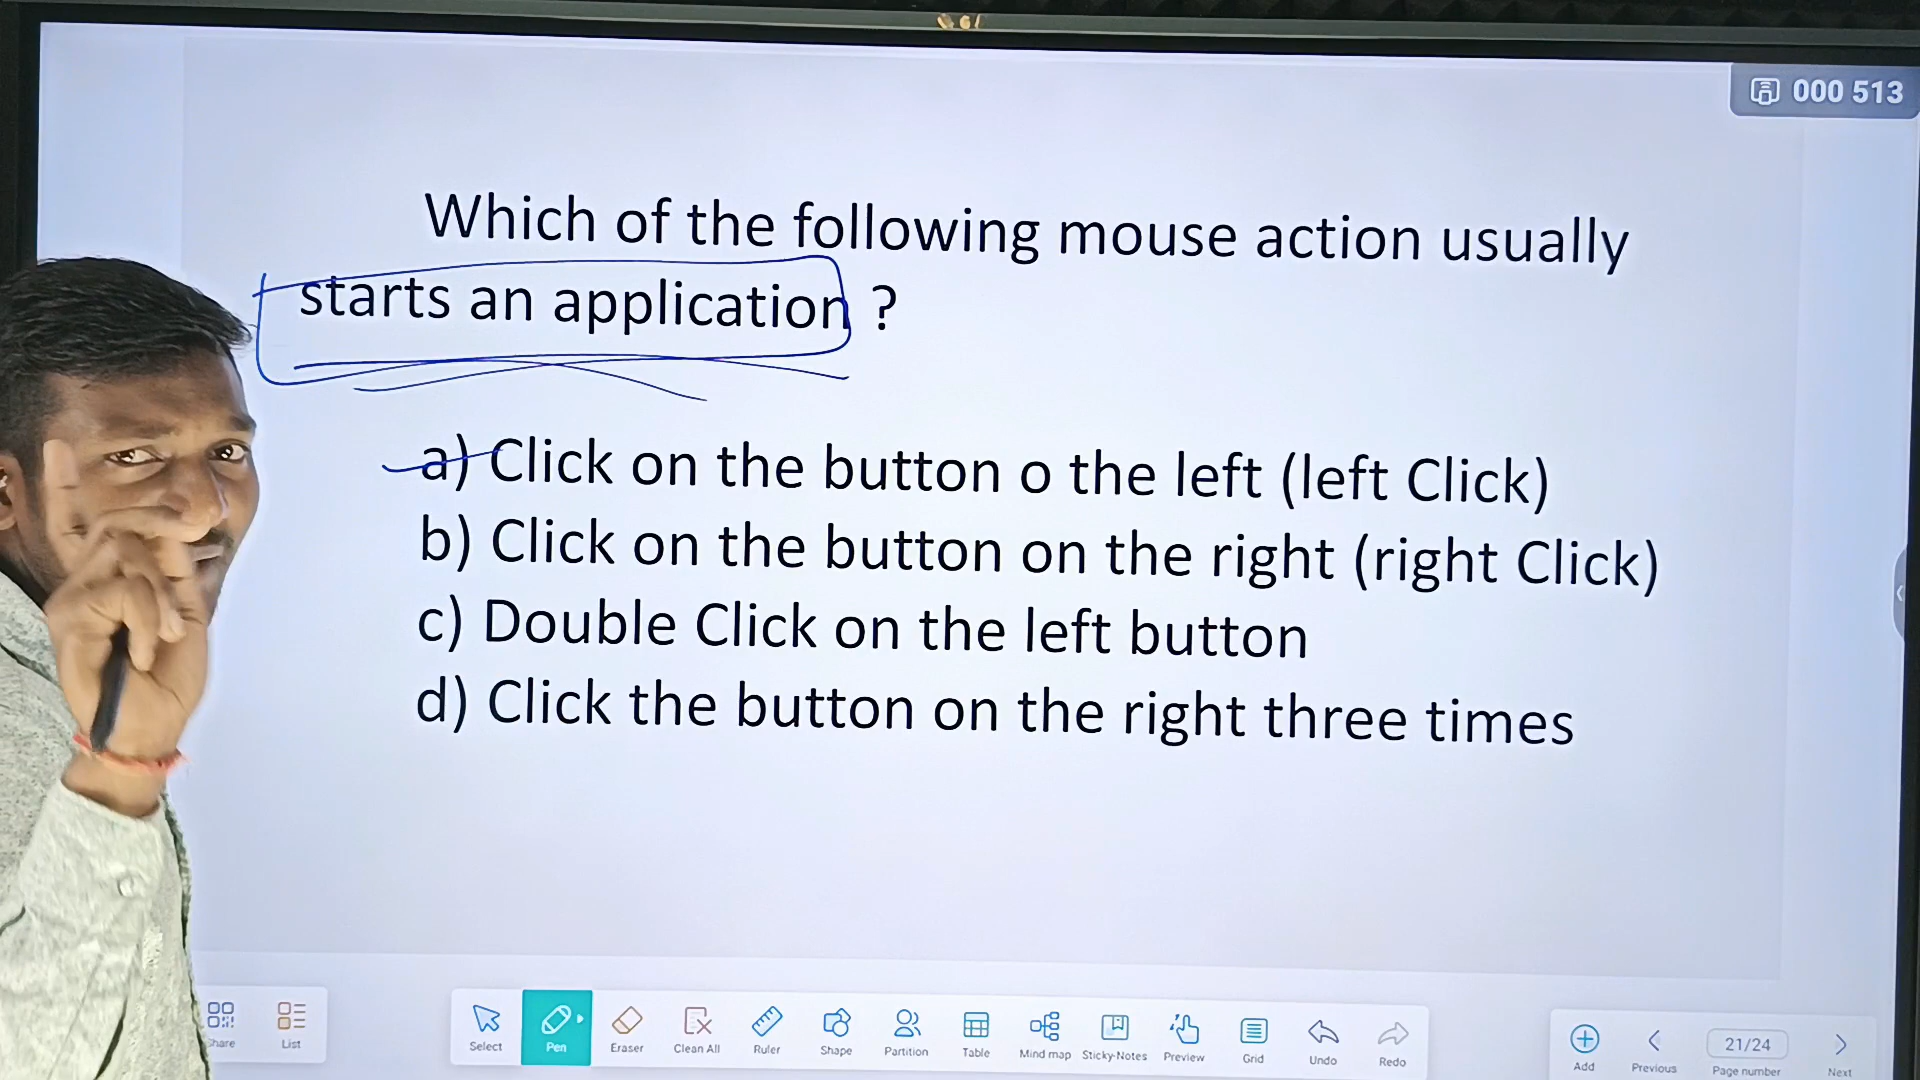 000 513
Which of the following mouse action usually
starts an application ?
a) Click on the button o the left (left Click)
b) Click on the button on the right (right Click)
c) Double Click on the left button
d) Click the button on the right three times
List
Select
Pen
Eraser
Clean All
Ruler
Shape
Partition
Table
Mind map
Sticky-Notes
Preview
Grid
Undo
Redo
Add
Previous
21/24
Page number
Next